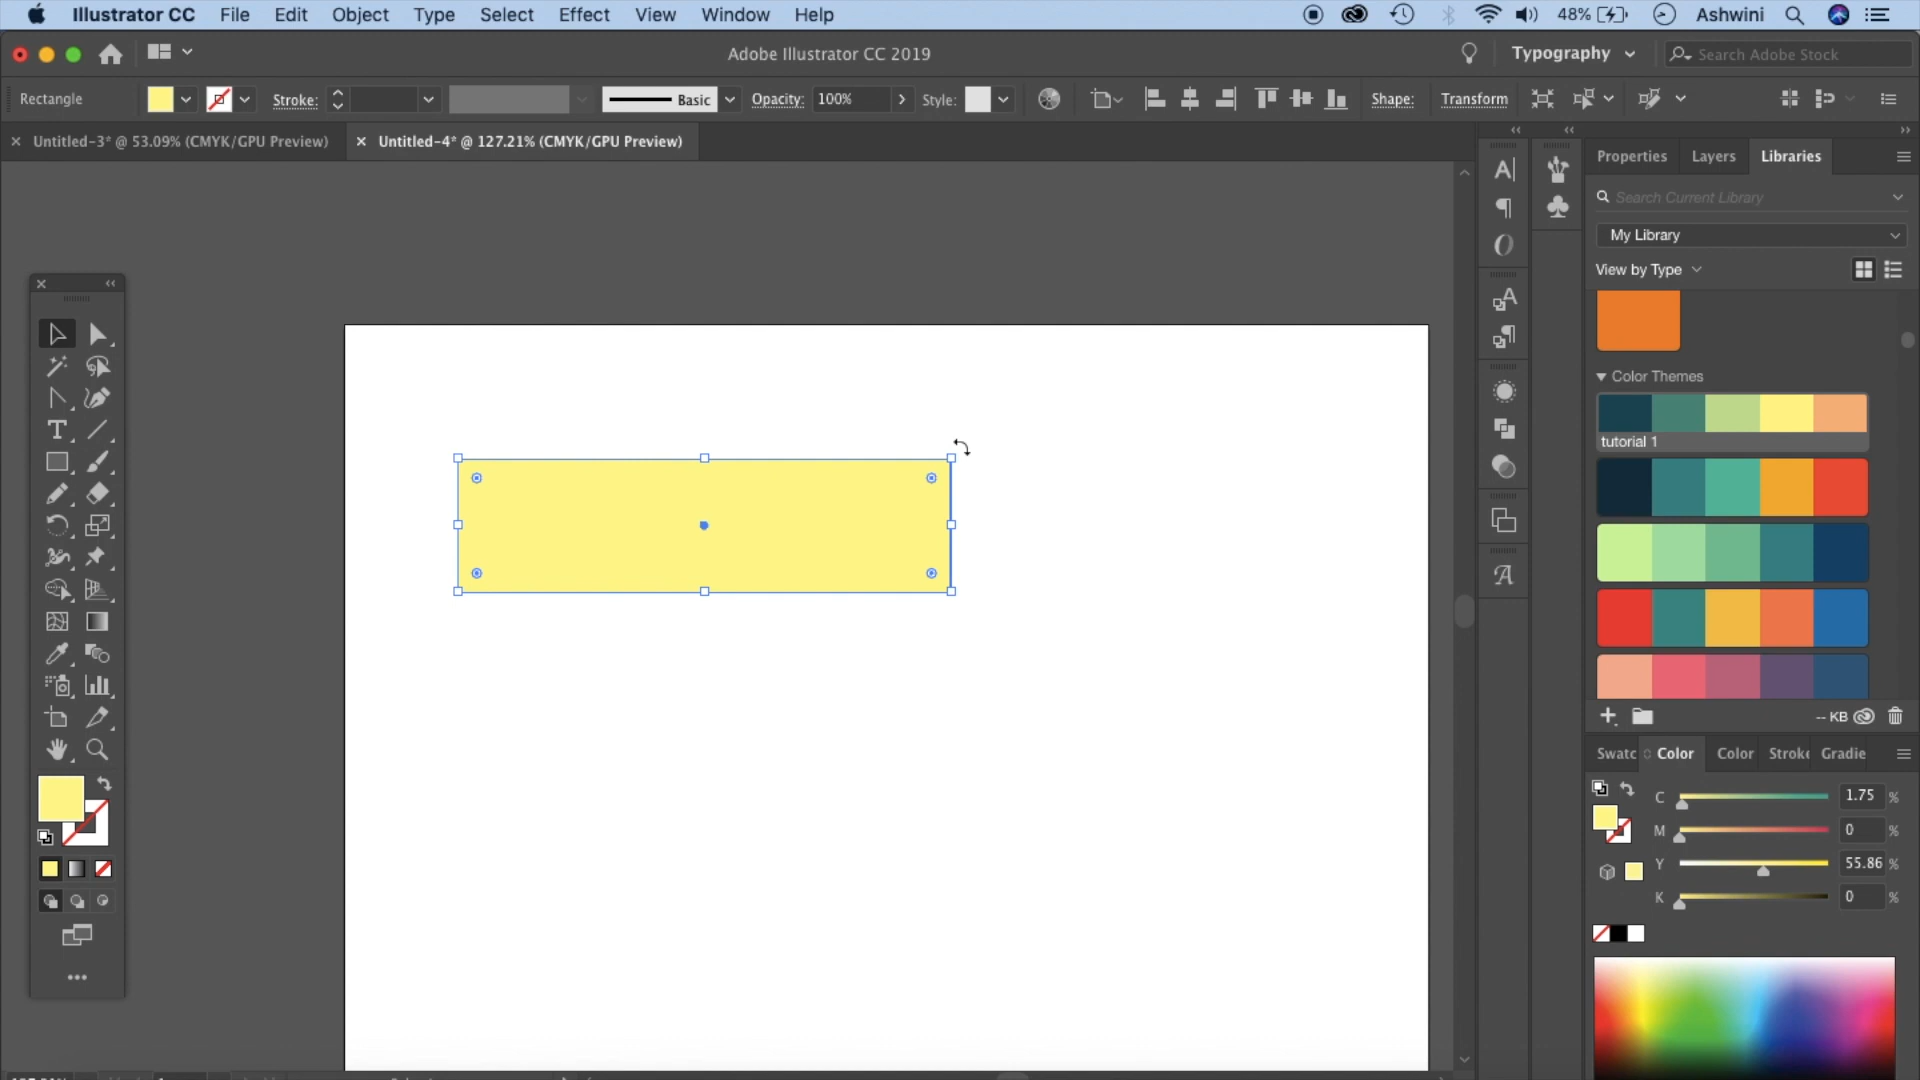 Illustrator CC File Edit Object Type Select Effect View Window Help 48% Ashwini
Adobe Illustrator CC 2019 Typography Search Adobe Stock
Rectangle Stroke: Basic Opacity: 100% Style: Shape: Transform
Untitled-3* @ 53.09% (CMYK/GPU Preview) Untitled-4* @ 127.21% (CMYK/GPU Preview)
Properties Layers Libraries
Search Current Library
My Library
View by Type
Color Themes
tutorial 1
-- KB
Swatc Color Color Stroke Gradie
C 1.75 %
M 0 %
Y 55.86 %
K 0 %